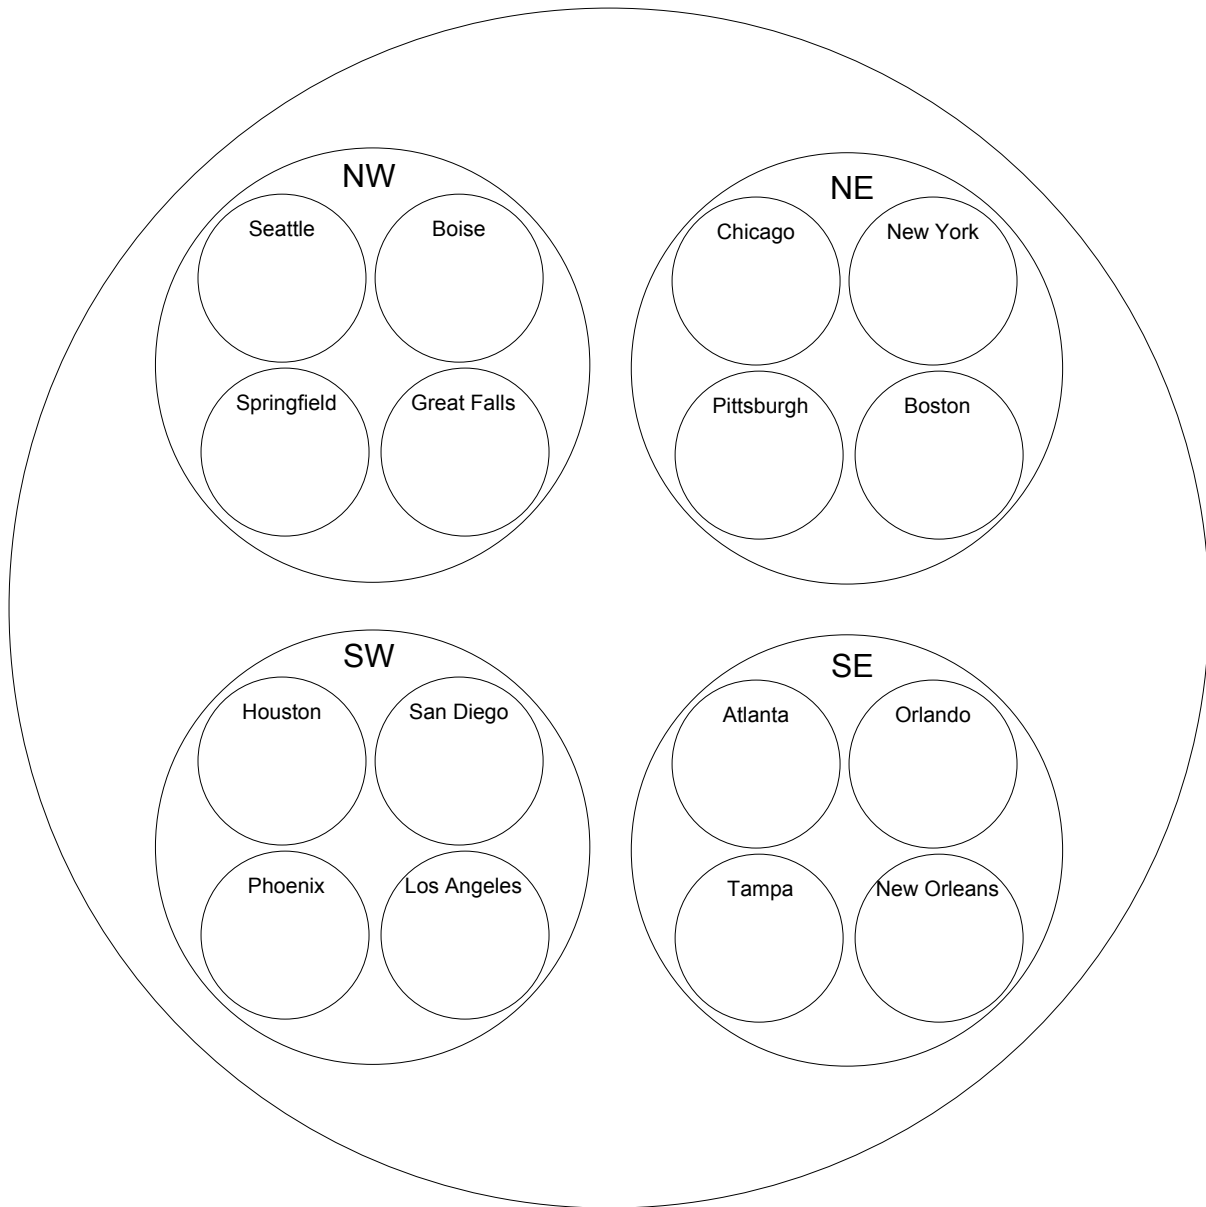 NW
Seattle
Boise
Springfield
Great Falls
NE
Chicago
New York
Pittsburgh
Boston
SW
Houston
San Diego
Phoenix
Los Angeles
SE
Atlanta
Orlando
Tampa
New Orleans